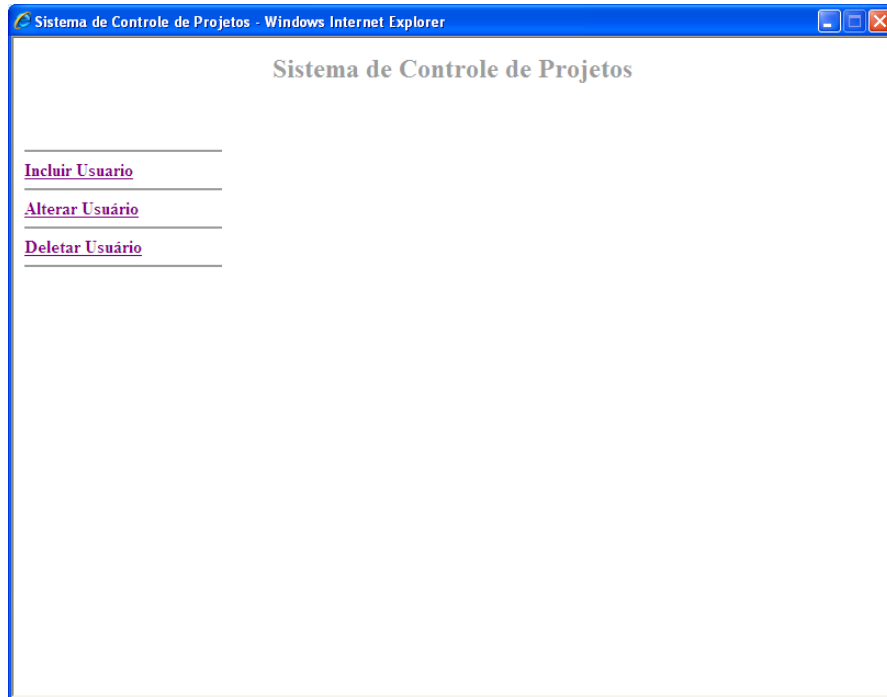 Sistema de Controle de Projetos - Windows Internet Explorer
Sistema de Controle de Projetos
Incluir Usuario
Alterar Usuário
Deletar Usuário